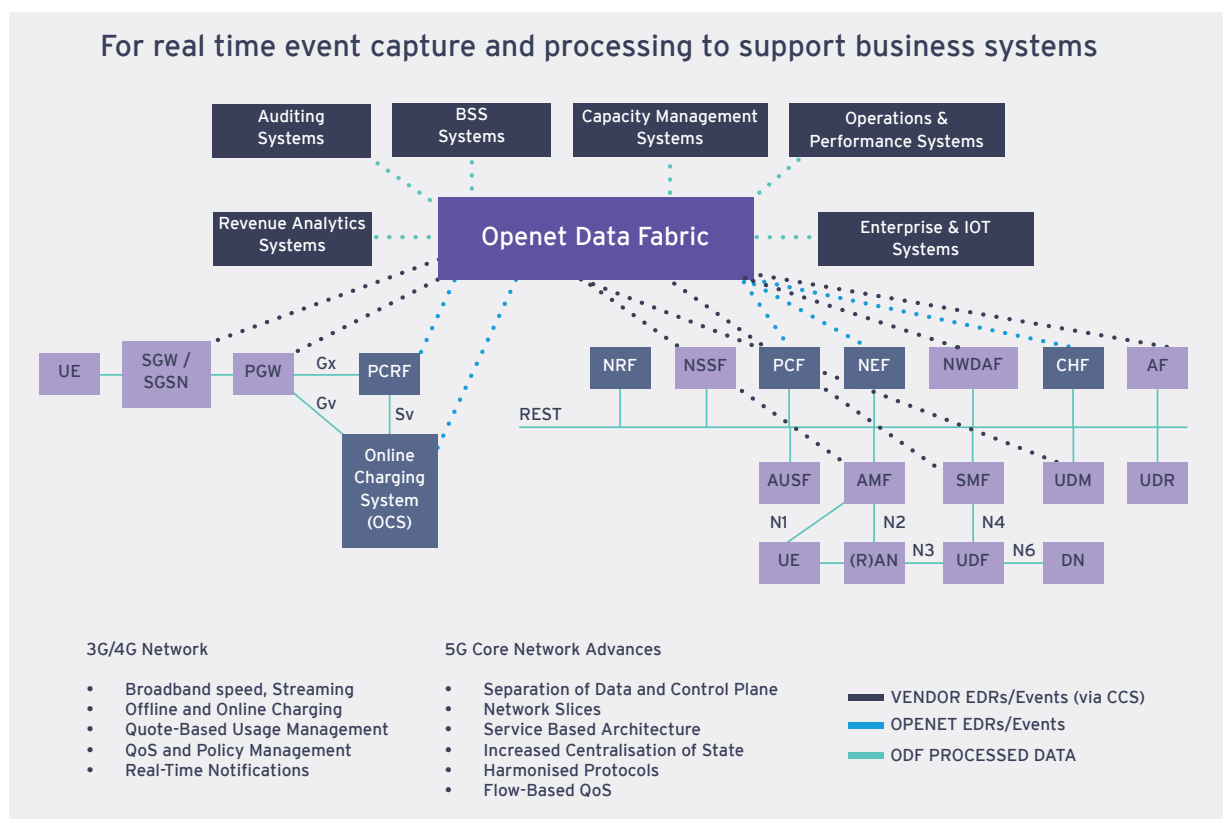 For real time event capture and processing to support business systems
Auditing
Systems
BSS
Systems
Capacity Management
Systems
Operations &
Performance Systems
Revenue Analytics
Systems
Openet Data Fabric
Enterprise & IOT
Systems
UE
SGW /
SGSN
PGW
Gx
PCRF
Gv
Sv
Online
Charging
System
(OCS)
NRF
NSSF
PCF
NEF
NWDAF
CHF
AF
REST
AUSF
AMF
SMF
UDM
UDR
N1
N2
N4
UE
(R)AN
N3
UDF
N6
DN
3G/4G Network
• Broadband speed, Streaming
• Offline and Online Charging
• Quote-Based Usage Management
• QoS and Policy Management
• Real-Time Notifications
5G Core Network Advances
• Separation of Data and Control Plane
• Network Slices
• Service Based Architecture
• Increased Centralisation of State
• Harmonised Protocols
• Flow-Based QoS
VENDOR EDRs/Events (via CCS)
OPENET EDRs/Events
ODF PROCESSED DATA